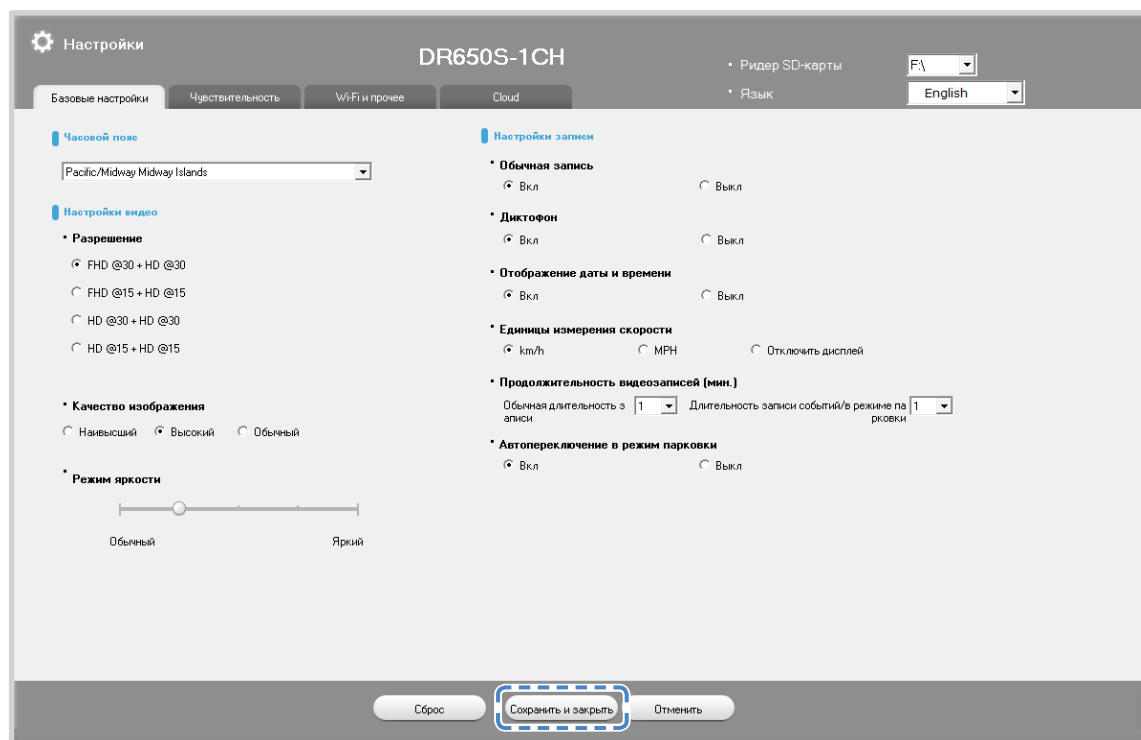 Настройки
DR650S-1CH
• Ридер SD-карты F:\
• Язык English
Базовые настройки Чувствительность Wi-Fi и прочее Cloud
Часовой пояс
Pacific/Midway Midway Islands
Настройки видео
• Разрешение
FHD @30 + HD @30
FHD @15 + HD @15
HD @30 + HD @30
HD @15 + HD @15
• Качество изображения
Наивысший Высокий Обычный
• Режим яркости
Обычный Яркий
Настройки записи
• Обычная запись
Вкл Выкл
• Диктофон
Вкл Выкл
• Отображение даты и времени
Вкл Выкл
• Единицы измерения скорости
km/h MPH Отключить дисплей
• Продолжительность видеозаписей (мин.)
Обычная длительность з 1 Длительность записи событий/в режиме па 1
аписи рковки
• Автопереключение в режим парковки
Вкл Выкл
Сброс Сохранить и закрыть Отменить